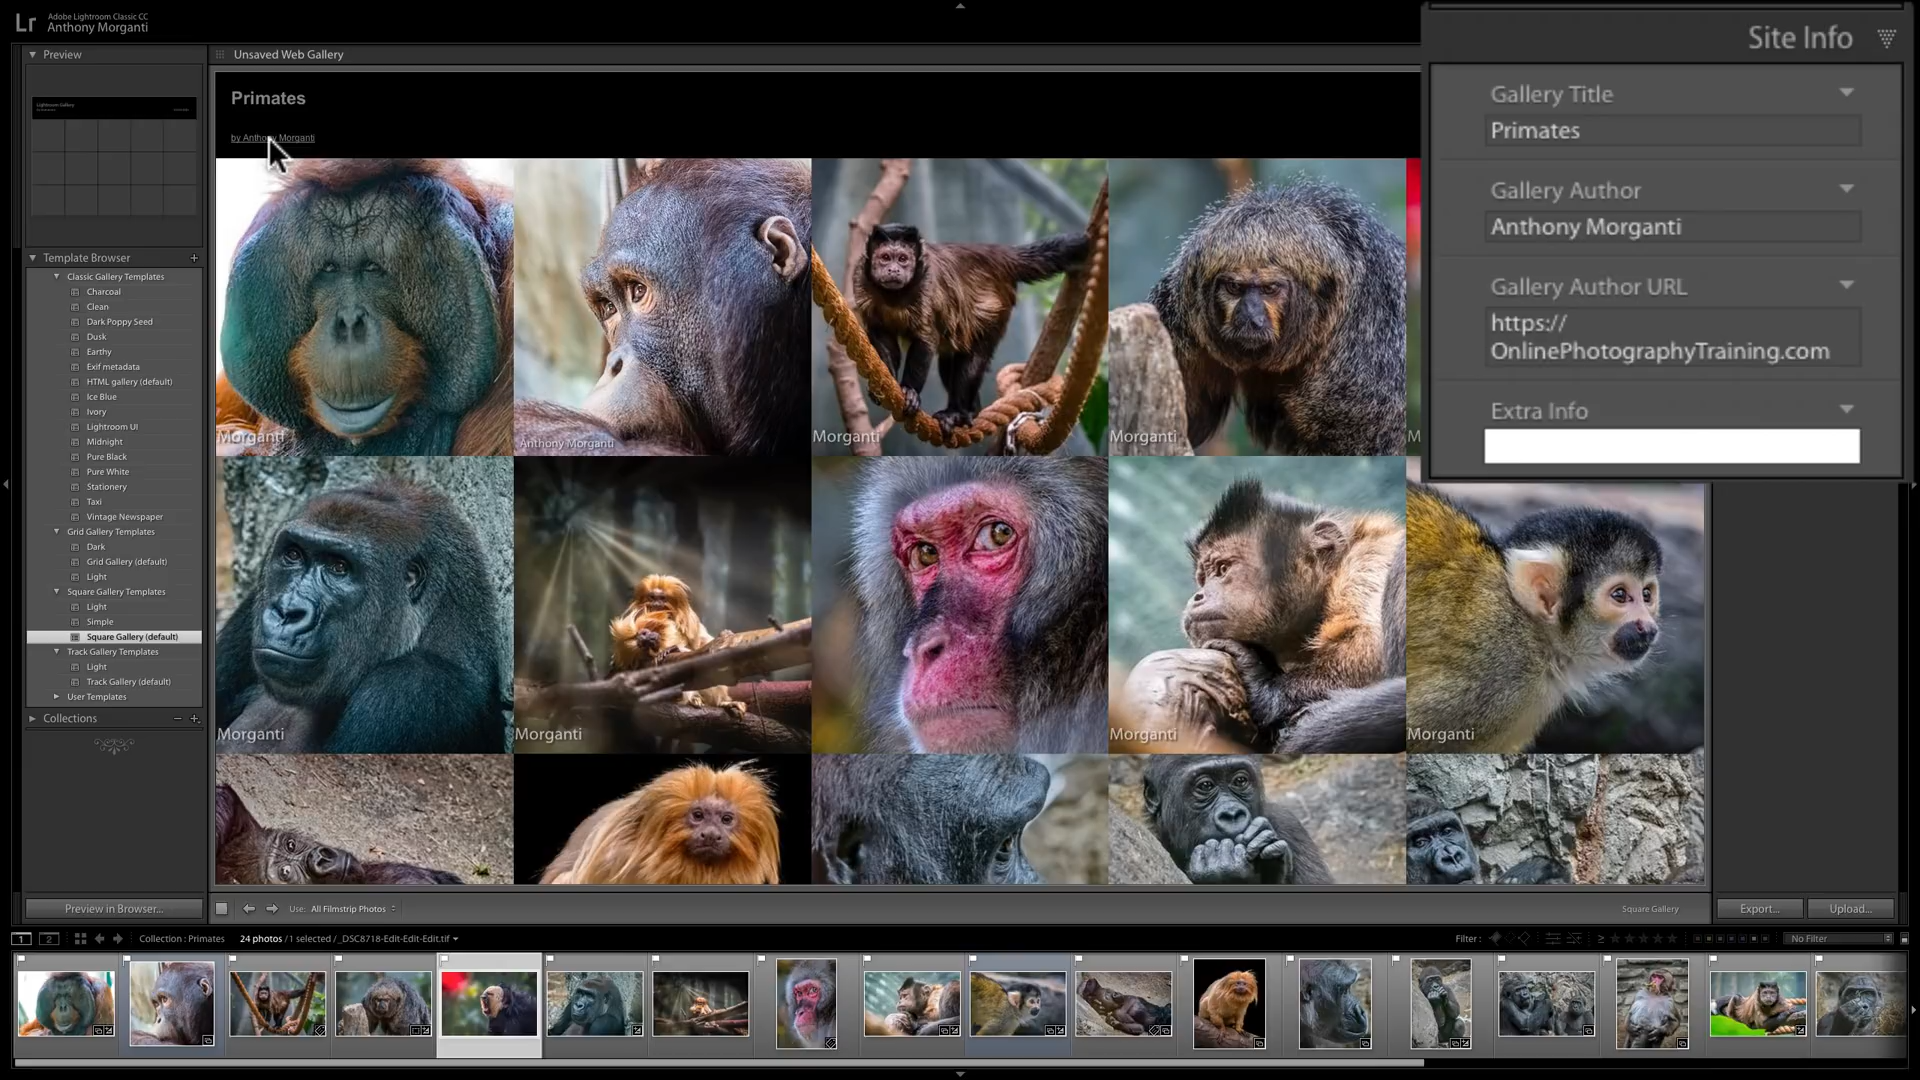 Lr
Adobe Lightroom Classic CC
Anthony Morganti
Preview
Lightroom Gallery
Template Browser +
Classic Gallery Templates
Charcoal
Clean
Dark Poppy Seed
Dusk
Earthy
Exif metadata
HTML gallery (default)
Ice Blue
Ivory
Lightroom UI
Midnight
Pure Black
Pure White
Stationery
Taxi
Vintage Newspaper
Grid Gallery Templates
Dark
Grid Gallery (default)
Light
Square Gallery Templates
Light
Simple
Square Gallery (default)
Track Gallery Templates
Light
Track Gallery (default)
User Templates
Collections − +
Preview in Browser...
Unsaved Web Gallery
Primates
by Anthony Morganti
Morganti
Anthony Morganti
Morganti
Morganti
M
Morganti
Morganti
Morganti
Morganti
Site Info
Gallery Title
Primates
Gallery Author
Anthony Morganti
Gallery Author URL
https://
OnlinePhotographyTraining.com
Extra Info
Use: All Filmstrip Photos
Square Gallery
Export...
Upload...
1 2
Collection : Primates
24 photos / 1 selected / _DSC8718-Edit-Edit-Edit.tif
Filter :
≥
No Filter